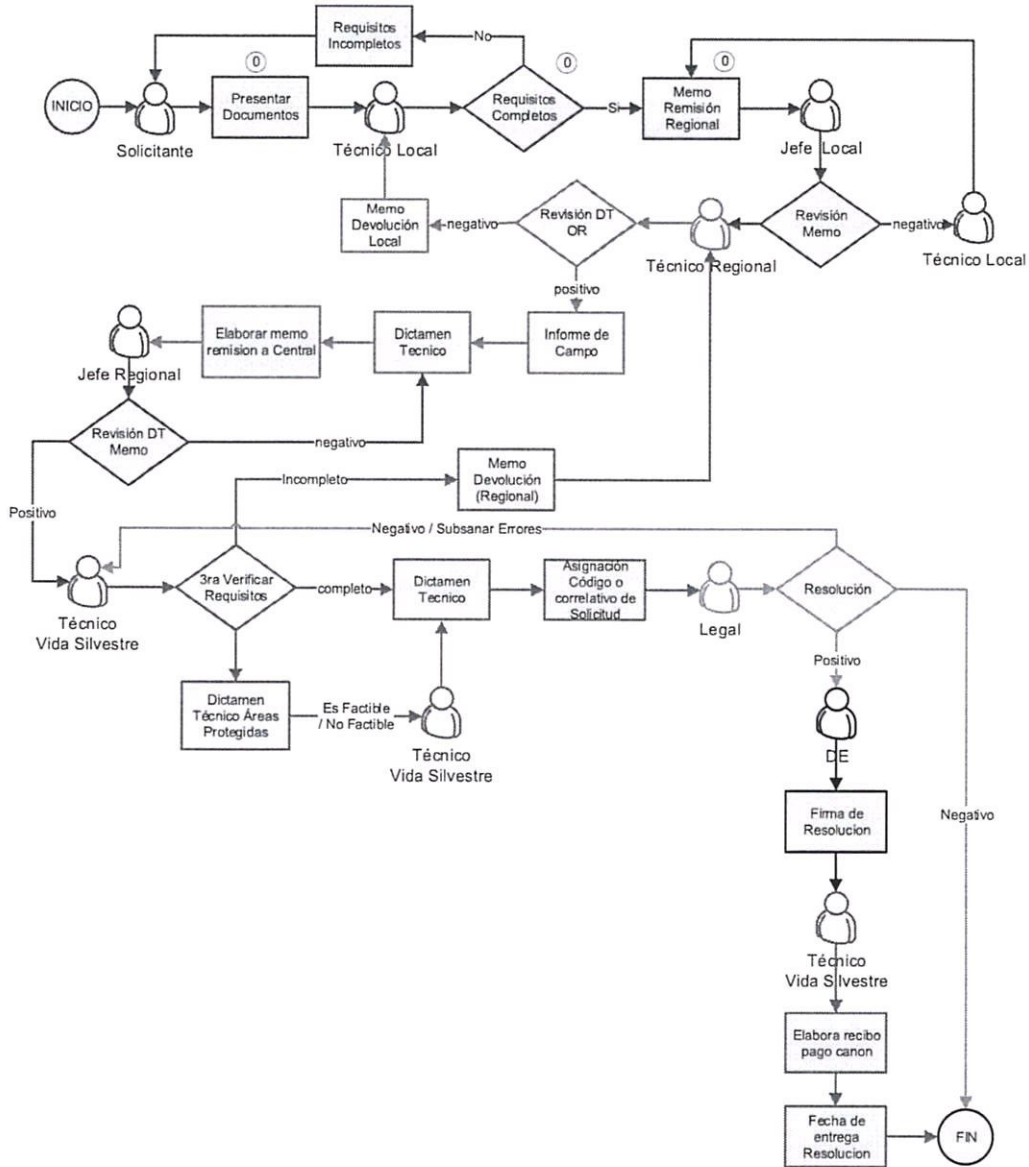 Requisitos
Incompletos
No
0
0
0
INICIO
Presentar
Documentos
Requisitos
Completos
Si
Memo
Remisión
Regional
Solicitante
Técnico Local
Jefe Local
Memo
Devolución
Local
negativo
Revisión DT
OR
Técnico Regional
Revisión
Memo
negativo
Técnico Local
positivo
Elaborar memo
remision a Central
Dictamen
Tecnico
Informe de
Campo
Jefe Regional
Revisión DT
Memo
negativo
Positivo
Incompleto
Memo
Devolución
(Regional)
Negativo / Subsanar Errores
3ra Verificar
Requisitos
completo
Dictamen
Tecnico
Asignación
Código o
correlativo de
Solicitud
Legal
Resolución
Técnico
Vida Silvestre
Dictamen
Técnico Áreas
Protegidas
Es Factible
/ No Factible
Técnico
Vida Silvestre
Positivo
DE
Firma de
Resolucion
Negativo
Técnico
Vida Silvestre
Elabora recibo
pago canon
Fecha de
entrega
Resolucion
FIN